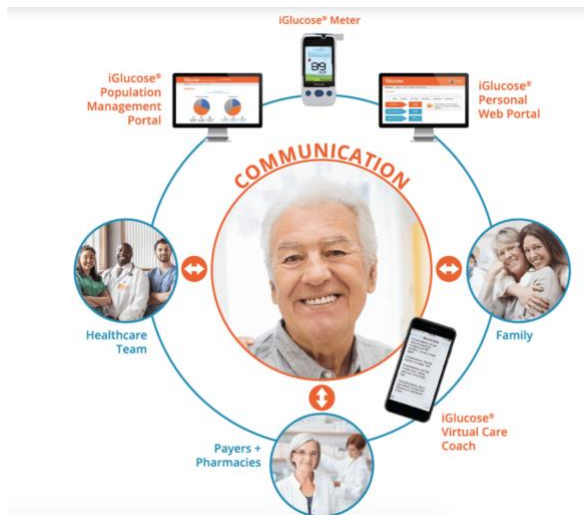 iGlucose® Meter
iGlucose®
Population
Management
Portal
iGlucose®
Personal
Web Portal
89
COMMUNICATION
Healthcare
Team
Family
Payers +
Pharmacies
iGlucose®
Virtual Care
Coach